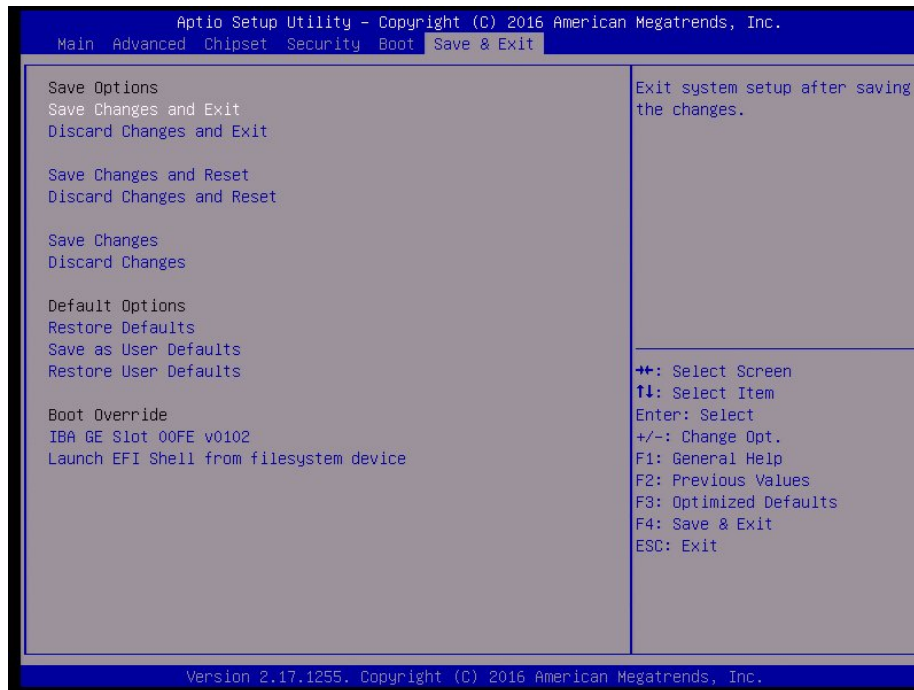 Aptio Setup Utility – Copyright (C) 2016 American Megatrends, Inc.
Main Advanced Chipset Security Boot Save & Exit
Save Options
Save Changes and Exit
Discard Changes and Exit
Save Changes and Reset
Discard Changes and Reset
Save Changes
Discard Changes
Default Options
Restore Defaults
Save as User Defaults
Restore User Defaults
Boot Override
IBA GE Slot 00FE v0102
Launch EFI Shell from filesystem device
Exit system setup after saving
the changes.
→←: Select Screen
↑↓: Select Item
Enter: Select
+/-: Change Opt.
F1: General Help
F2: Previous Values
F3: Optimized Defaults
F4: Save & Exit
ESC: Exit
Version 2.17.1255. Copyright (C) 2016 American Megatrends, Inc.